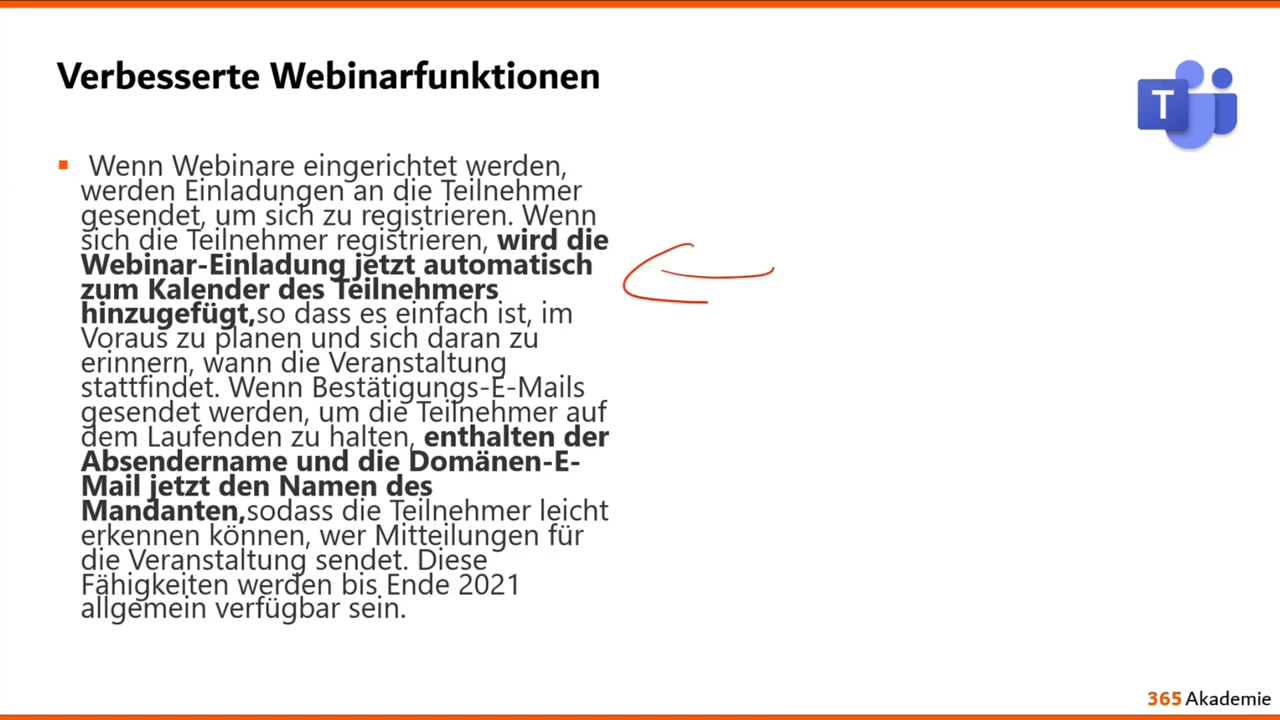 Verbesserte Webinarfunktionen
T
Wenn Webinare eingerichtet werden,
werden Einladungen an die Teilnehmer
gesendet, um sich zu registrieren. Wenn
sich die Teilnehmer registrieren, wird die
Webinar-Einladung jetzt automatisch
zum Kalender des Teilnehmers
hinzugefügt,so dass es einfach ist, im
Voraus zu planen und sich daran zu
erinnern, wann die Veranstaltung
stattfindet. Wenn Bestätigungs-E-Mails
gesendet werden, um die Teilnehmer auf
dem Laufenden zu halten, enthalten der
Absendername und die Domänen-E-
Mail jetzt den Namen des
Mandanten,sodass die Teilnehmer leicht
erkennen können, wer Mitteilungen für
die Veranstaltung sendet. Diese
Fähigkeiten werden bis Ende 2021
allgemein verfügbar sein.
365 Akademie